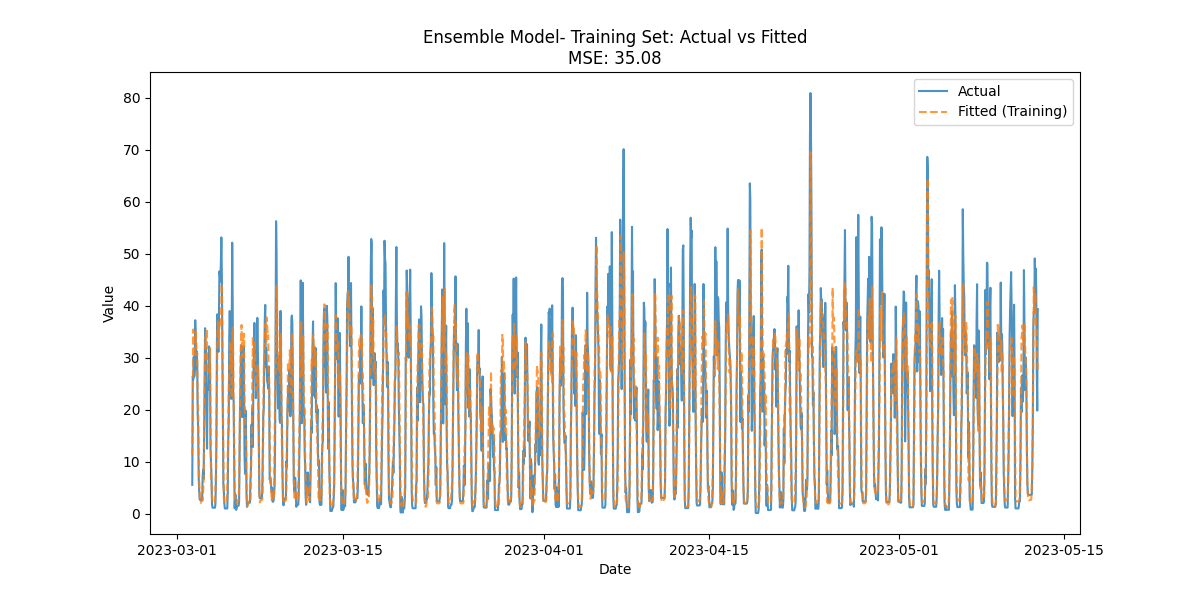 Ensemble Model- Training Set: Actual vs Fitted
MSE: 35.08
Actual
Fitted (Training)
80
70
60
50
40
30
20
10
0
Value
2023-03-01
2023-03-15
2023-04-01
2023-04-15
2023-05-01
2023-05-15
Date